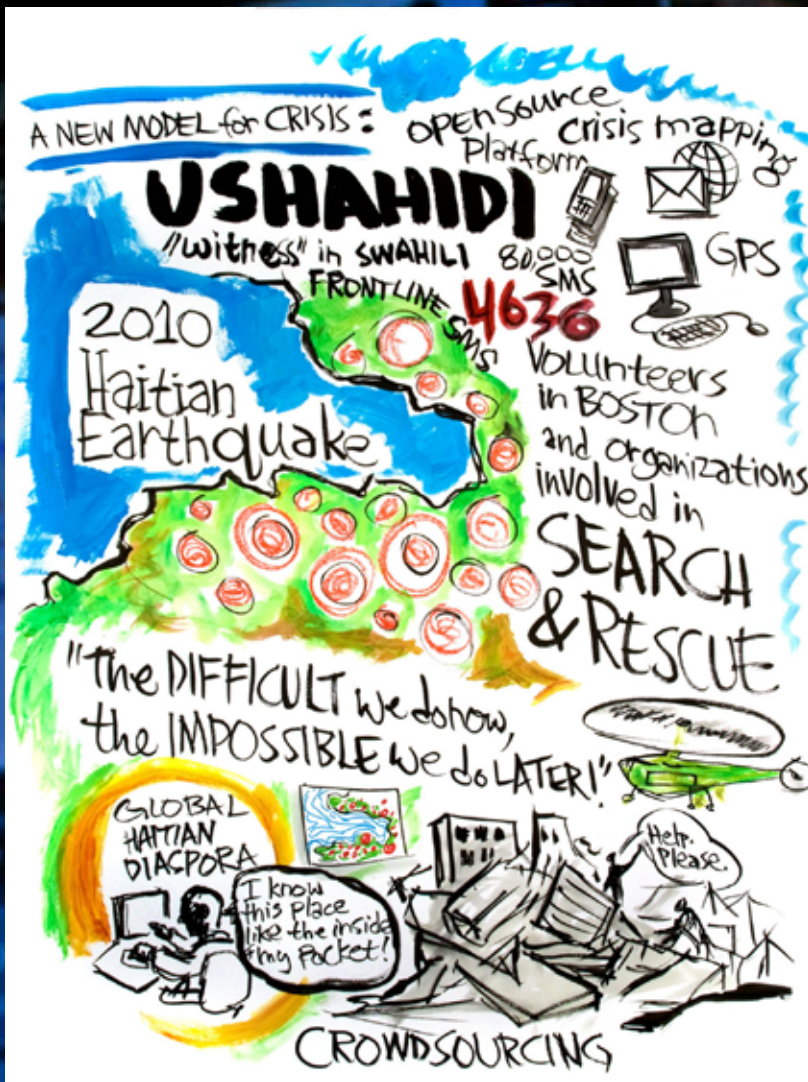 A NEW MODEL for CRISIS:
OPEN SOURCE
Platform
Crisis mapping
USHAHIDI
"witness" in SWAHILI
80,000
SMS
GPS
FRONTLINE SMS
4636
2010
Haitian
Earthquake
Volunteers
in BOSTON
and organizations
involved in
SEARCH
& RESCUE
"the DIFFICULT we do now,
the IMPOSSIBLE we do LATER!"
GLOBAL
HAITIAN
DIASPORA
I know
this place
like the inside
of my Pocket!
Help.
Please.
CROWDSOURCING